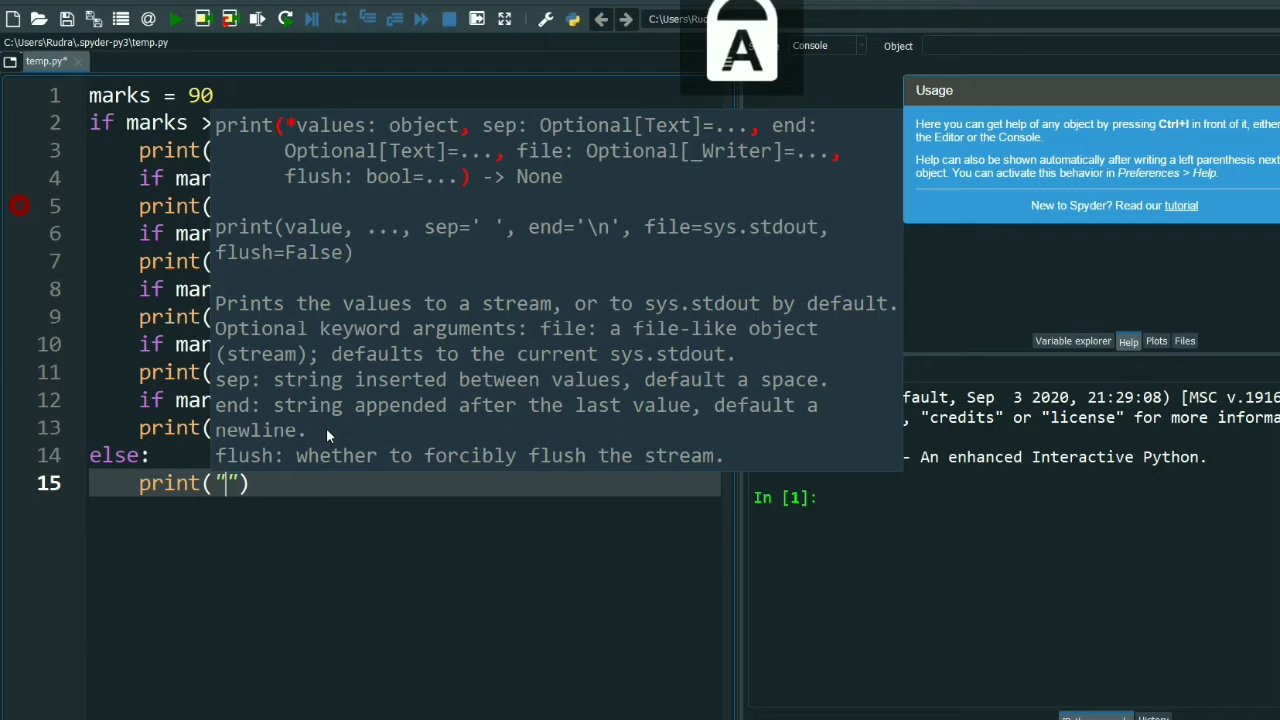 C:\Users\Ru
Console
Object
C:\Users\Rudra\.spyder-py3\temp.py
temp.py*
Usage
Here you can get help of any object by pressing Ctrl+I in front of it, either
the Editor or the Console.
Help can also be shown automatically after writing a left parenthesis next
object. You can activate this behavior in Preferences > Help.
New to Spyder? Read our tutorial
A
1 marks = 90
2 if marks >
3 print(
4 if mar
5 print(
6 if mar
7 print(
8 if mar
9 print(
10 if mar
11 print(
12 if mar
13 print(
14 else:
15 print("")
print(*values: object, sep: Optional[Text]=..., end:
Optional[Text]=..., file: Optional[_Writer]=...,
flush: bool=...) -> None
print(value, ..., sep=' ', end='\n', file=sys.stdout,
flush=False)
Prints the values to a stream, or to sys.stdout by default.
Optional keyword arguments: file: a file-like object
(stream); defaults to the current sys.stdout.
sep: string inserted between values, default a space.
end: string appended after the last value, default a
newline.
flush: whether to forcibly flush the stream.
Variable explorer Help Plots Files
fault, Sep 3 2020, 21:29:08) [MSC v.1916
, "credits" or "license" for more informa
- An enhanced Interactive Python.
In [1]:
History